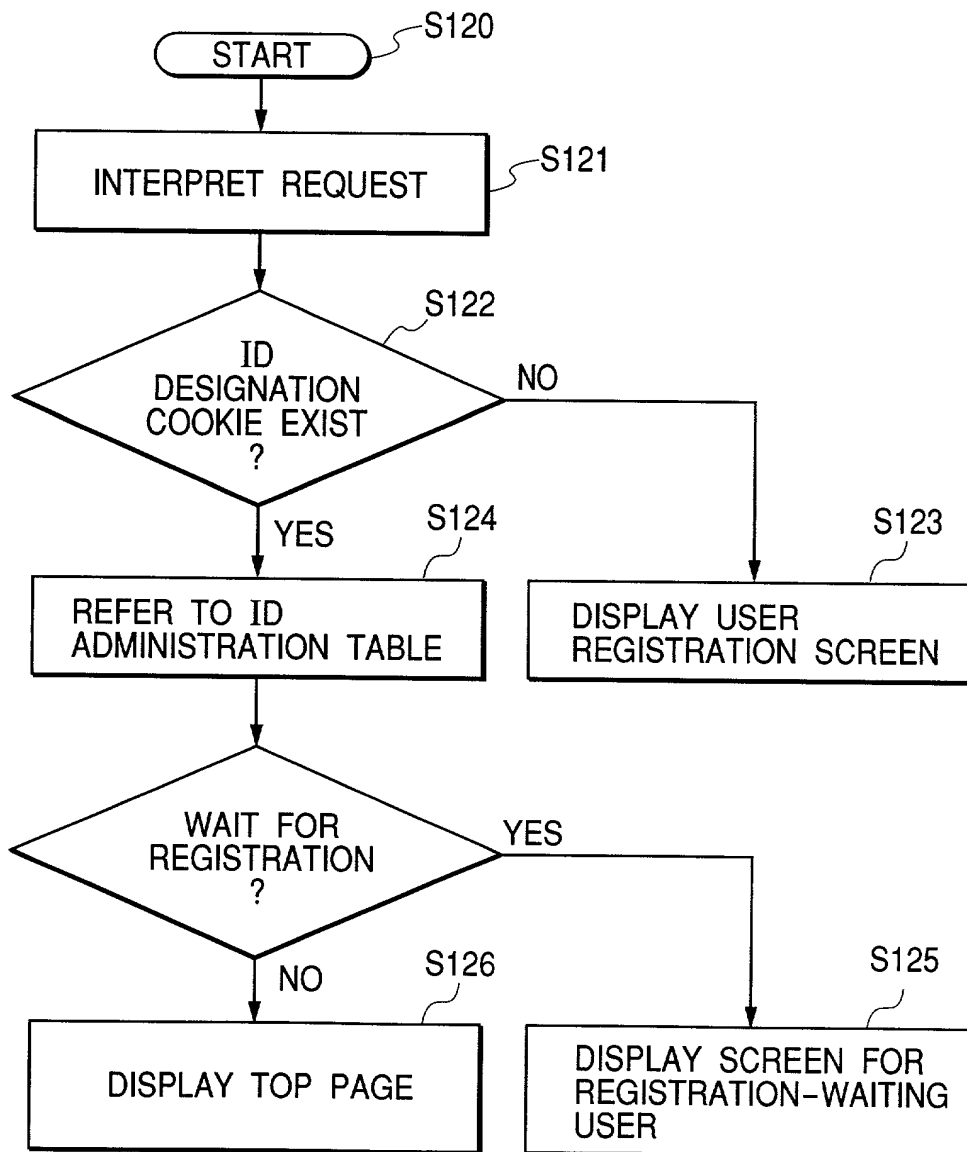 START
S120
INTERPRET REQUEST
S121
S122
ID
DESIGNATION
COOKIE EXIST
?
NO
YES
S124
S123
REFER TO ID
ADMINISTRATION TABLE
DISPLAY USER
REGISTRATION SCREEN
WAIT FOR
REGISTRATION
?
YES
NO
S126
S125
DISPLAY TOP PAGE
DISPLAY SCREEN FOR
REGISTRATION-WAITING
USER